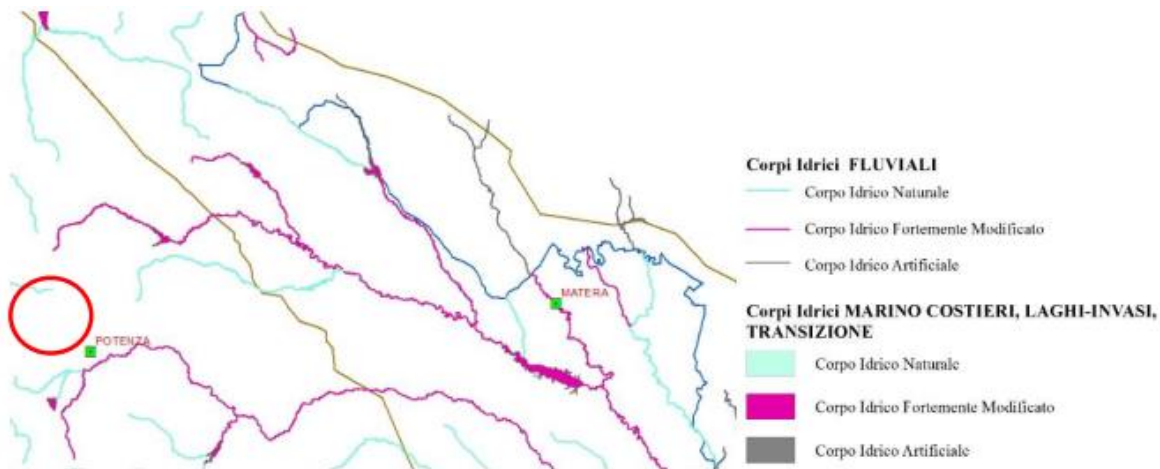 MATERA
POTENZA
Corpi Idrici FLUVIALI
Corpo Idrico Naturale
Corpo Idrico Fortemente Modificato
Corpo Idrico Artificiale
Corpi Idrici MARINO COSTIERI, LAGHI-INVASI,
TRANSIZIONE
Corpo Idrico Naturale
Corpo Idrico Fortemente Modificato
Corpo Idrico Artificiale